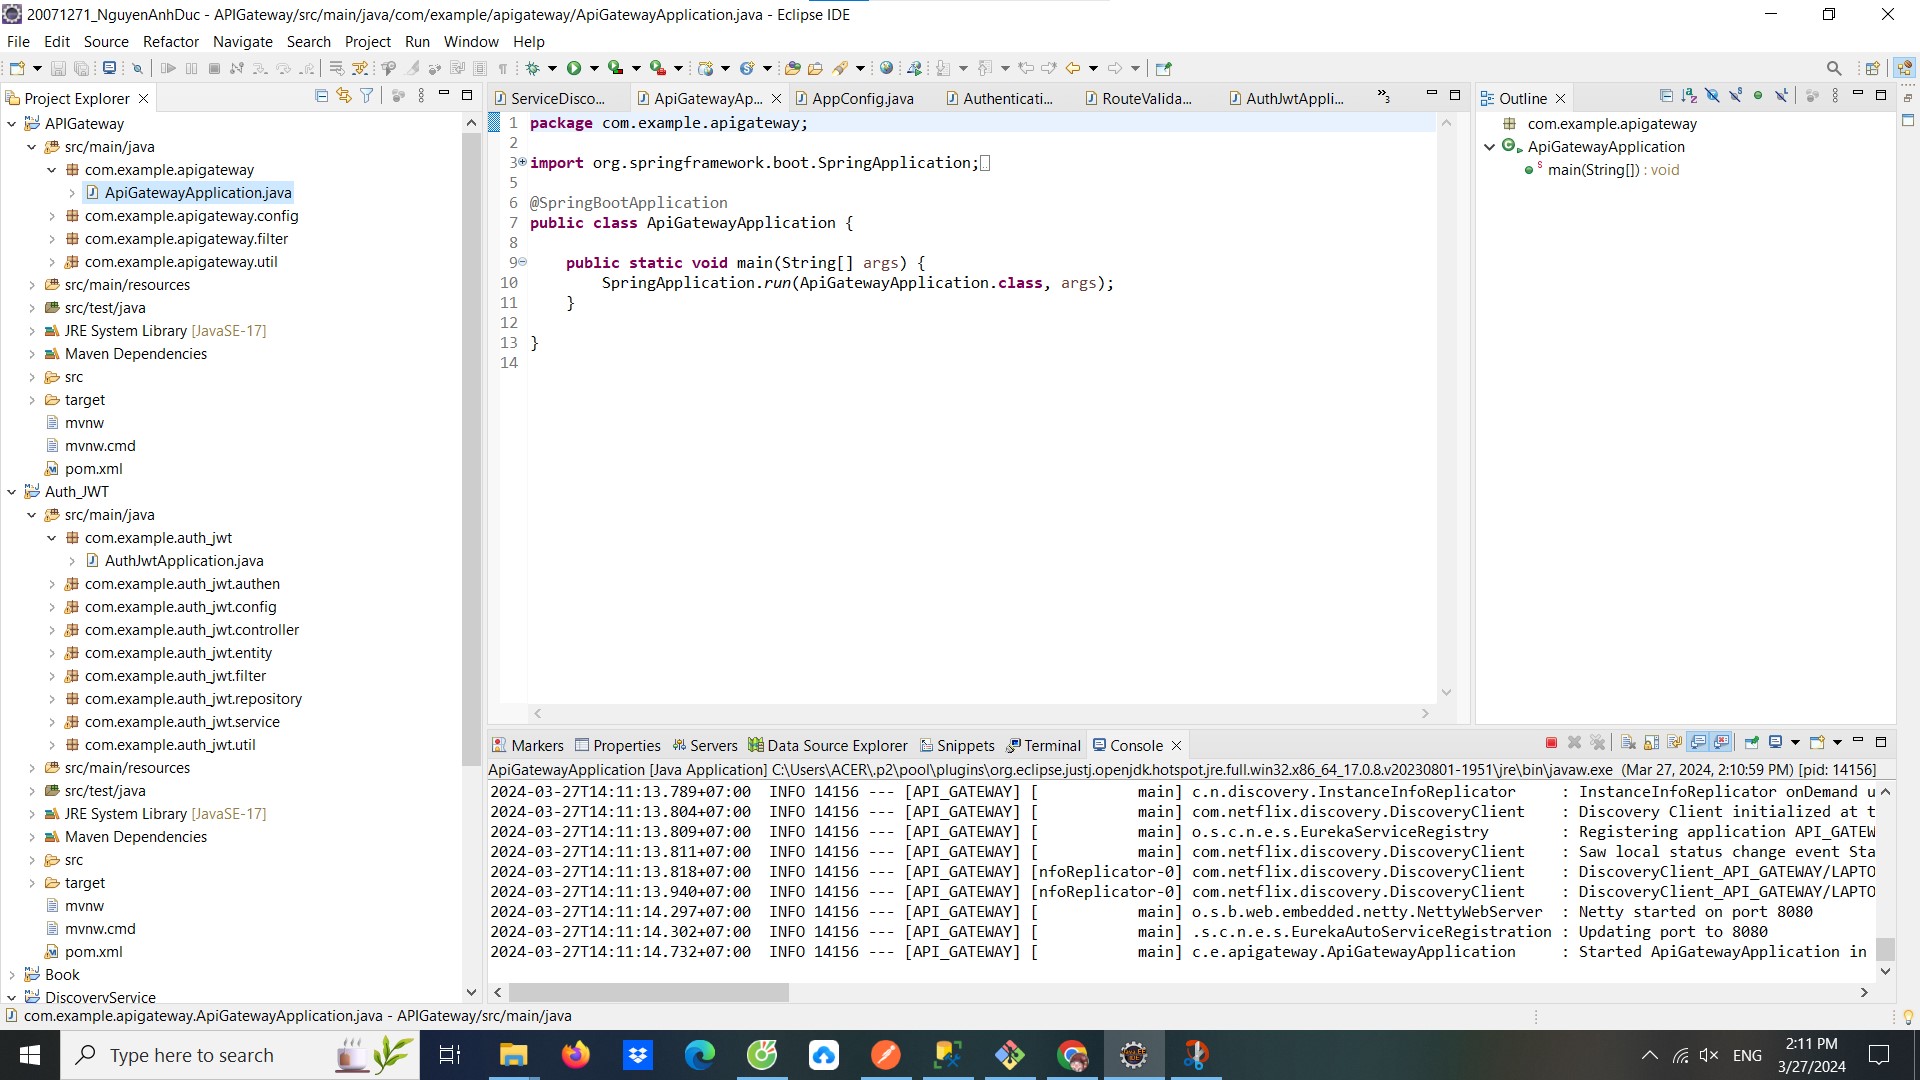 20071271_NguyenAnhDuc - APIGateway/src/main/java/com/example/apigateway/ApiGatewayApplication.java - Eclipse IDE
File Edit Source Refactor Navigate Search Project Run Window Help
Project Explorer
APIGateway
src/main/java
com.example.apigateway
ApiGatewayApplication.java
com.example.apigateway.config
com.example.apigateway.filter
com.example.apigateway.util
src/main/resources
src/test/java
JRE System Library [JavaSE-17]
Maven Dependencies
src
target
mvnw
mvnw.cmd
pom.xml
Auth_JWT
src/main/java
com.example.auth_jwt
AuthJwtApplication.java
com.example.auth_jwt.authen
com.example.auth_jwt.config
com.example.auth_jwt.controller
com.example.auth_jwt.entity
com.example.auth_jwt.filter
com.example.auth_jwt.repository
com.example.auth_jwt.service
com.example.auth_jwt.util
src/main/resources
src/test/java
JRE System Library [JavaSE-17]
Maven Dependencies
src
target
mvnw
mvnw.cmd
pom.xml
Book
DiscoveryService
ServiceDisco... ApiGatewayAp... AppConfig.java Authenticati... RouteValida... AuthJwtAppli... »3
1 package com.example.apigateway;
2
3 import org.springframework.boot.SpringApplication;
5
6 @SpringBootApplication
7 public class ApiGatewayApplication {
8
9 public static void main(String[] args) {
10 SpringApplication.run(ApiGatewayApplication.class, args);
11 }
12
13 }
14
Outline
com.example.apigateway
ApiGatewayApplication
main(String[]) : void
Markers Properties Servers Data Source Explorer Snippets Terminal Console
ApiGatewayApplication [Java Application] C:\Users\ACER\.p2\pool\plugins\org.eclipse.justj.openjdk.hotspot.jre.full.win32.x86_64_17.0.8.v20230801-1951\jre\bin\javaw.exe (Mar 27, 2024, 2:10:59 PM) [pid: 14156]
2024-03-27T14:11:13.789+07:00 INFO 14156 --- [API_GATEWAY] [ main] c.n.discovery.InstanceInfoReplicator : InstanceInfoReplicator onDemand u
2024-03-27T14:11:13.804+07:00 INFO 14156 --- [API_GATEWAY] [ main] com.netflix.discovery.DiscoveryClient : Discovery Client initialized at t
2024-03-27T14:11:13.809+07:00 INFO 14156 --- [API_GATEWAY] [ main] o.s.c.n.e.s.EurekaServiceRegistry : Registering application API_GATEW
2024-03-27T14:11:13.811+07:00 INFO 14156 --- [API_GATEWAY] [ main] com.netflix.discovery.DiscoveryClient : Saw local status change event Sta
2024-03-27T14:11:13.818+07:00 INFO 14156 --- [API_GATEWAY] [nfoReplicator-0] com.netflix.discovery.DiscoveryClient : DiscoveryClient_API_GATEWAY/LAPTO
2024-03-27T14:11:13.940+07:00 INFO 14156 --- [API_GATEWAY] [nfoReplicator-0] com.netflix.discovery.DiscoveryClient : DiscoveryClient_API_GATEWAY/LAPTO
2024-03-27T14:11:14.297+07:00 INFO 14156 --- [API_GATEWAY] [ main] o.s.b.web.embedded.netty.NettyWebServer : Netty started on port 8080
2024-03-27T14:11:14.302+07:00 INFO 14156 --- [API_GATEWAY] [ main] .s.c.n.e.s.EurekaAutoServiceRegistration : Updating port to 8080
2024-03-27T14:11:14.732+07:00 INFO 14156 --- [API_GATEWAY] [ main] c.e.apigateway.ApiGatewayApplication : Started ApiGatewayApplication in
com.example.apigateway.ApiGatewayApplication.java - APIGateway/src/main/java
Type here to search
ENG
2:11 PM
3/27/2024